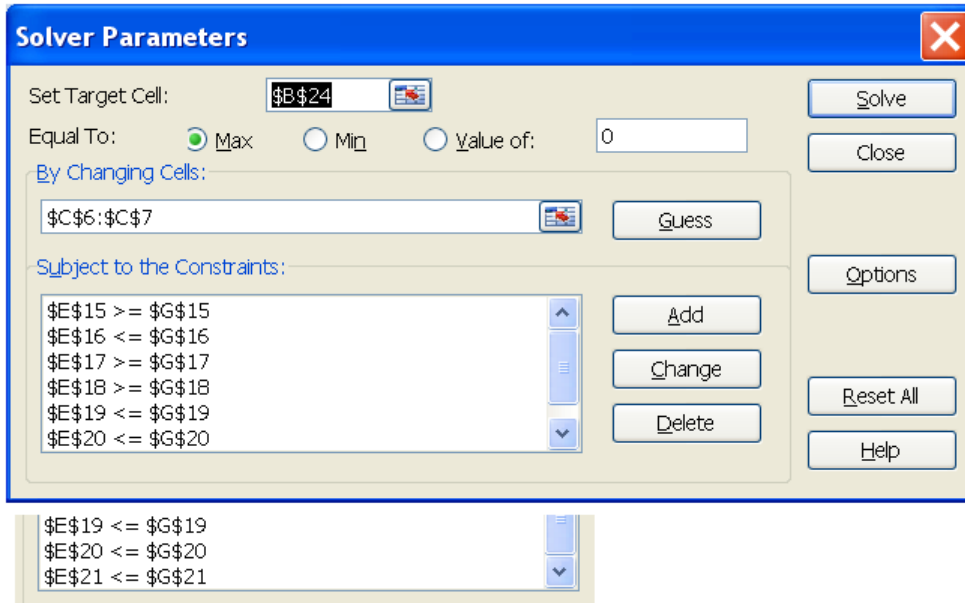 Solver Parameters
Set Target Cell: $B$24 Solve
Equal To: Max Min Value of: 0 Close
By Changing Cells:
$C$6:$C$7 Guess
Subject to the Constraints: Options
$E$15 >= $G$15 Add
$E$16 <= $G$16
$E$17 >= $G$17 Change
$E$18 >= $G$18 Reset All
$E$19 <= $G$19 Delete
$E$20 <= $G$20 Help
$E$19 <= $G$19
$E$20 <= $G$20
$E$21 <= $G$21